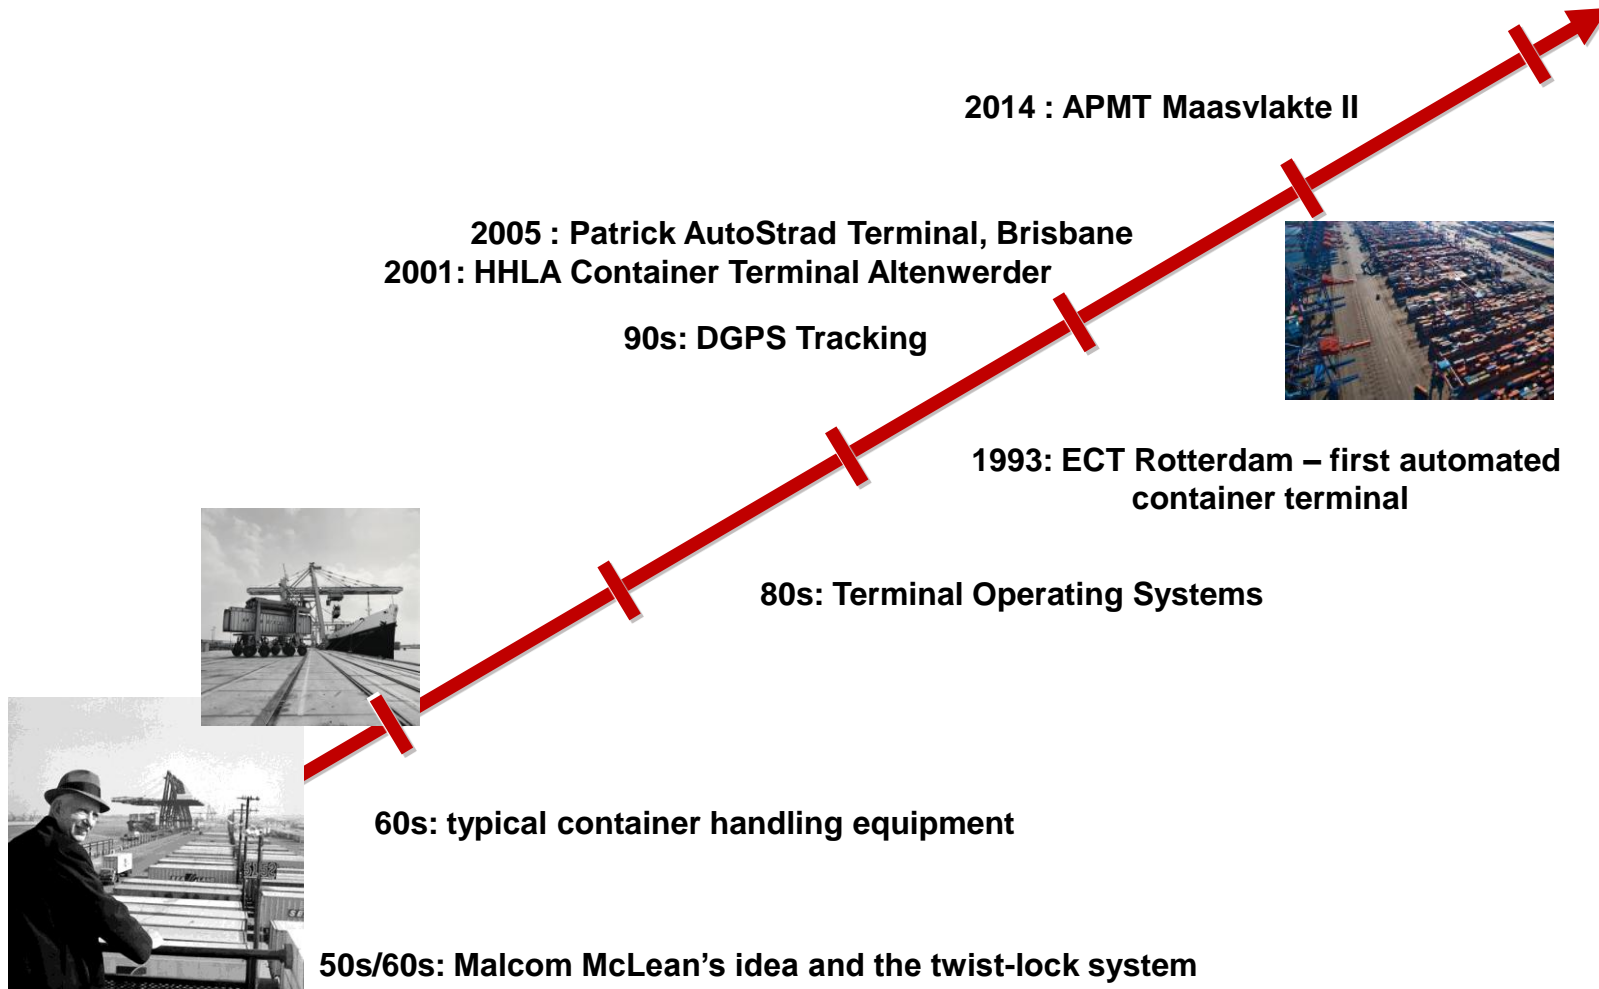 2014 : APMT Maasvlakte II
2005 : Patrick AutoStrad Terminal, Brisbane
2001: HHLA Container Terminal Altenwerder
90s: DGPS Tracking
1993: ECT Rotterdam – first automated
container terminal
80s: Terminal Operating Systems
60s: typical container handling equipment
50s/60s: Malcom McLean’s idea and the twist-lock system